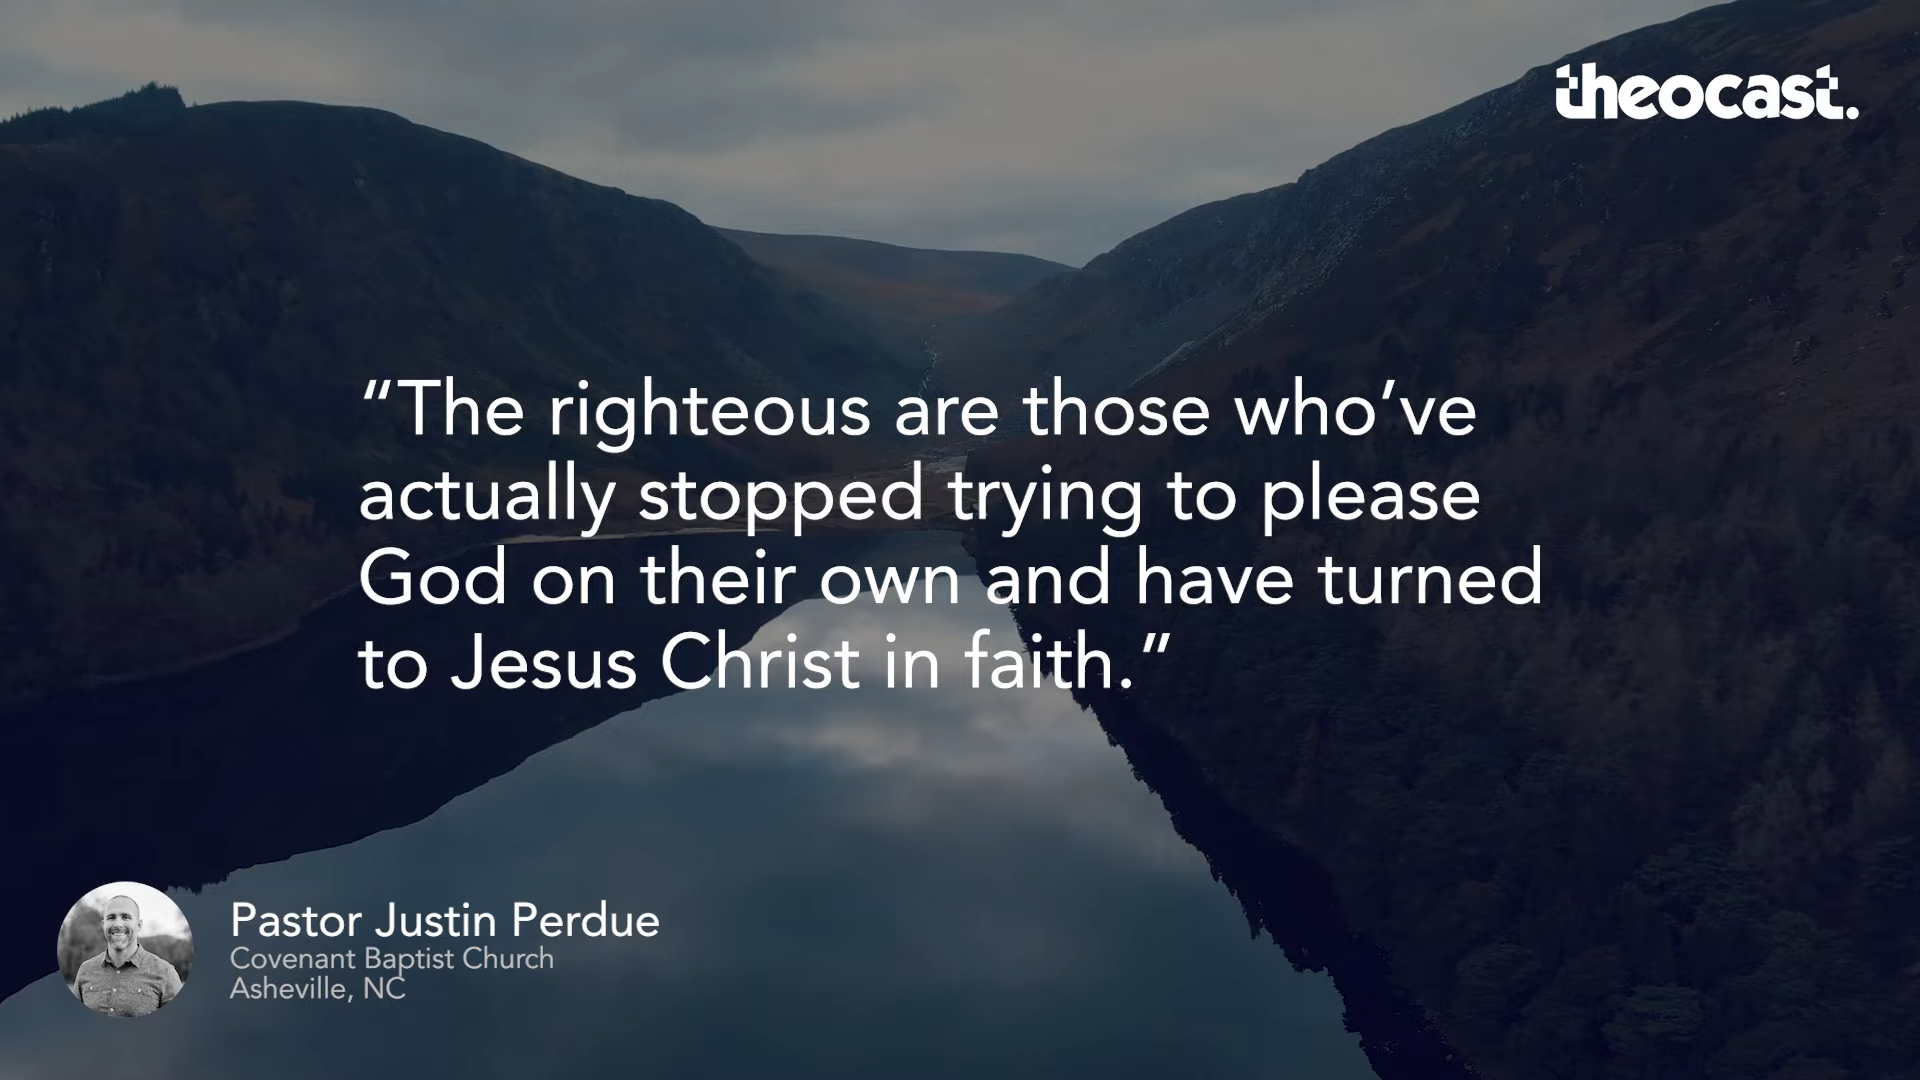 theocast.
“The righteous are those who’ve
actually stopped trying to please
God on their own and have turned
to Jesus Christ in faith.”
Pastor Justin Perdue
Covenant Baptist Church
Asheville, NC